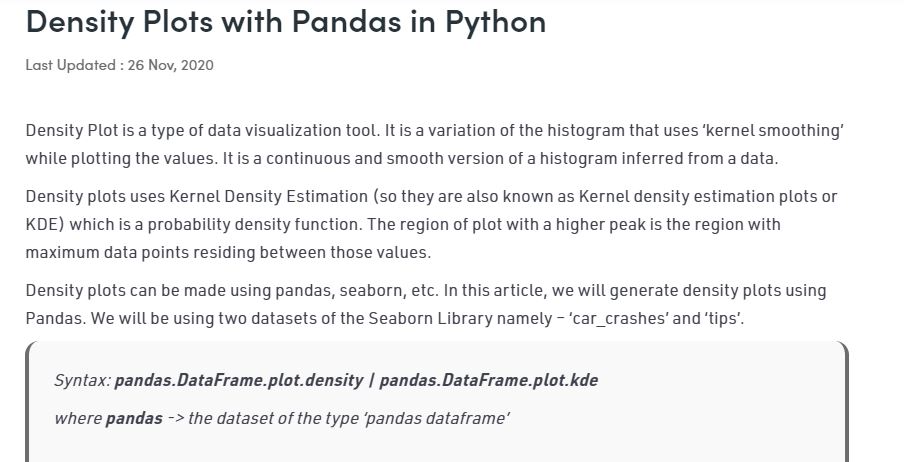 Density Plots with Pandas in Python
Last Updated : 26 Nov, 2020
Density Plot is a type of data visualization tool. It is a variation of the histogram that uses ‘kernel smoothing’
while plotting the values. It is a continuous and smooth version of a histogram inferred from a data.
Density plots uses Kernel Density Estimation (so they are also known as Kernel density estimation plots or
KDE) which is a probability density function. The region of plot with a higher peak is the region with
maximum data points residing between those values.
Density plots can be made using pandas, seaborn, etc. In this article, we will generate density plots using
Pandas. We will be using two datasets of the Seaborn Library namely – ‘car_crashes’ and ‘tips’.
Syntax: pandas.DataFrame.plot.density | pandas.DataFrame.plot.kde
where pandas -> the dataset of the type ‘pandas dataframe’